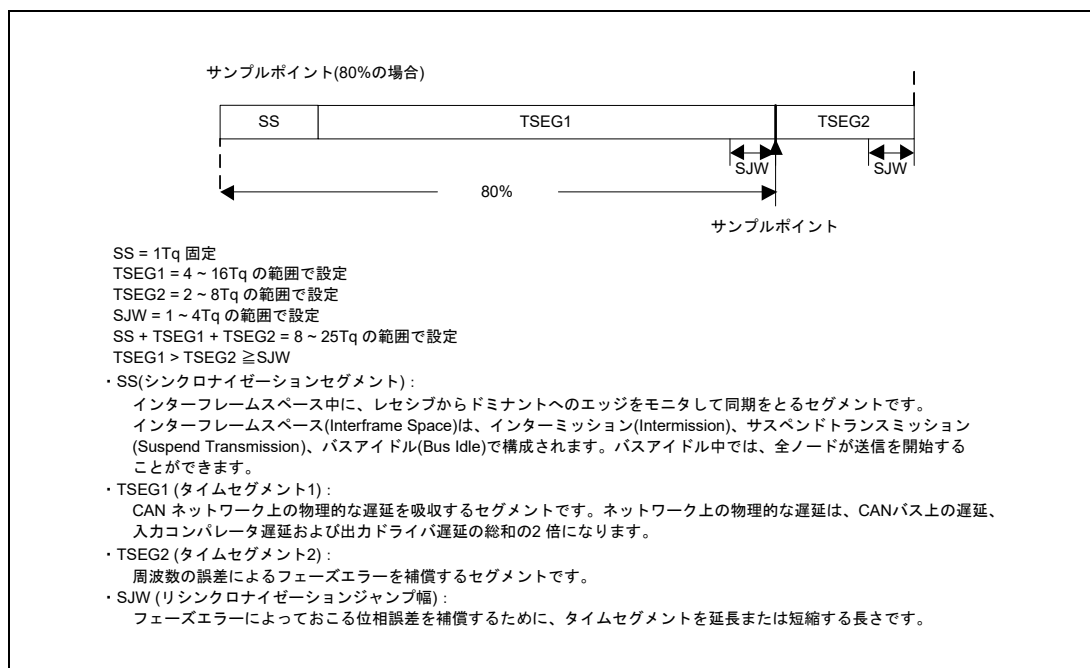 サンプルポイント(80%の場合)
SS
TSEG1
TSEG2
SJW
SJW
80%
サンプルポイント
SS = 1Tq 固定
TSEG1 = 4 ~ 16Tq の範囲で設定
TSEG2 = 2 ~ 8Tq の範囲で設定
SJW = 1 ~ 4Tq の範囲で設定
SS + TSEG1 + TSEG2 = 8 ~ 25Tq の範囲で設定
TSEG1 > TSEG2 ≧SJW
・SS(シンクロナイゼーションセグメント) :
インターフレームスペース中に、レセシブからドミナントへのエッジをモニタして同期をとるセグメントです。
インターフレームスペース(Interframe Space)は、インターミッション(Intermission)、サスペンドトランスミッション
(Suspend Transmission)、バスアイドル(Bus Idle)で構成されます。バスアイドル中では、全ノードが送信を開始する
ことができます。
・TSEG1 (タイムセグメント1) :
CAN ネットワーク上の物理的な遅延を吸収するセグメントです。ネットワーク上の物理的な遅延は、CANバス上の遅延、
入力コンパレータ遅延および出力ドライバ遅延の総和の2 倍になります。
・TSEG2 (タイムセグメント2) :
周波数の誤差によるフェーズエラーを補償するセグメントです。
・SJW (リシンクロナイゼーションジャンプ幅) :
フェーズエラーによっておこる位相誤差を補償するために、タイムセグメントを延長または短縮する長さです。